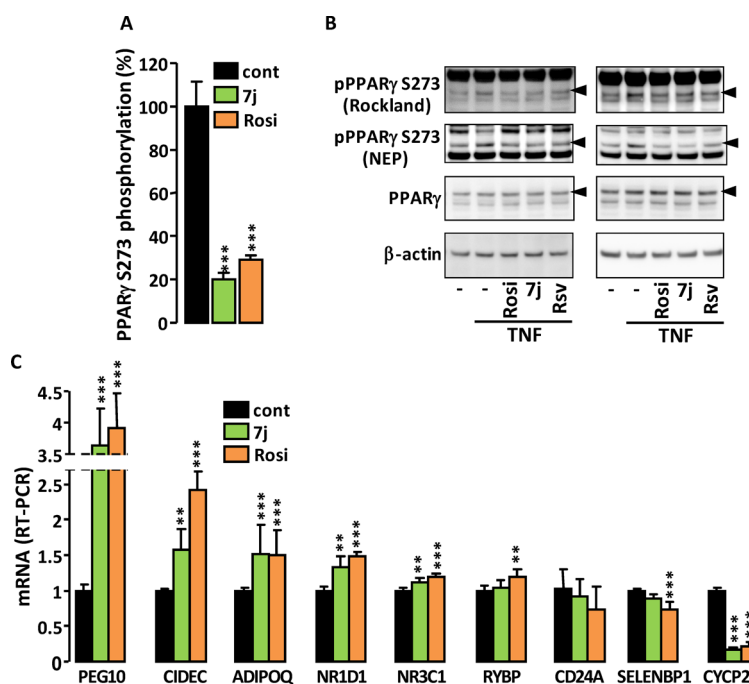 A
PPARγ S273 phosphorylation (%)
120
100
80
60
40
20
0
cont
7j
Rosi
***
***
B
pPPARγ S273
(Rockland)
pPPARγ S273
(NEP)
PPARγ
β-actin
- - Rosi 7j Rsv - - Rosi 7j Rsv
TNF TNF
C
mRNA (RT-PCR)
4.5
4
3.5
2.5
2
1.5
1
0.5
0
cont
7j
Rosi
*** ***
** ***
*** ***
** ***
** ***
**
***
*** ***
PEG10 CIDEC ADIPOQ NR1D1 NR3C1 RYBP CD24A SELENBP1 CYCP2